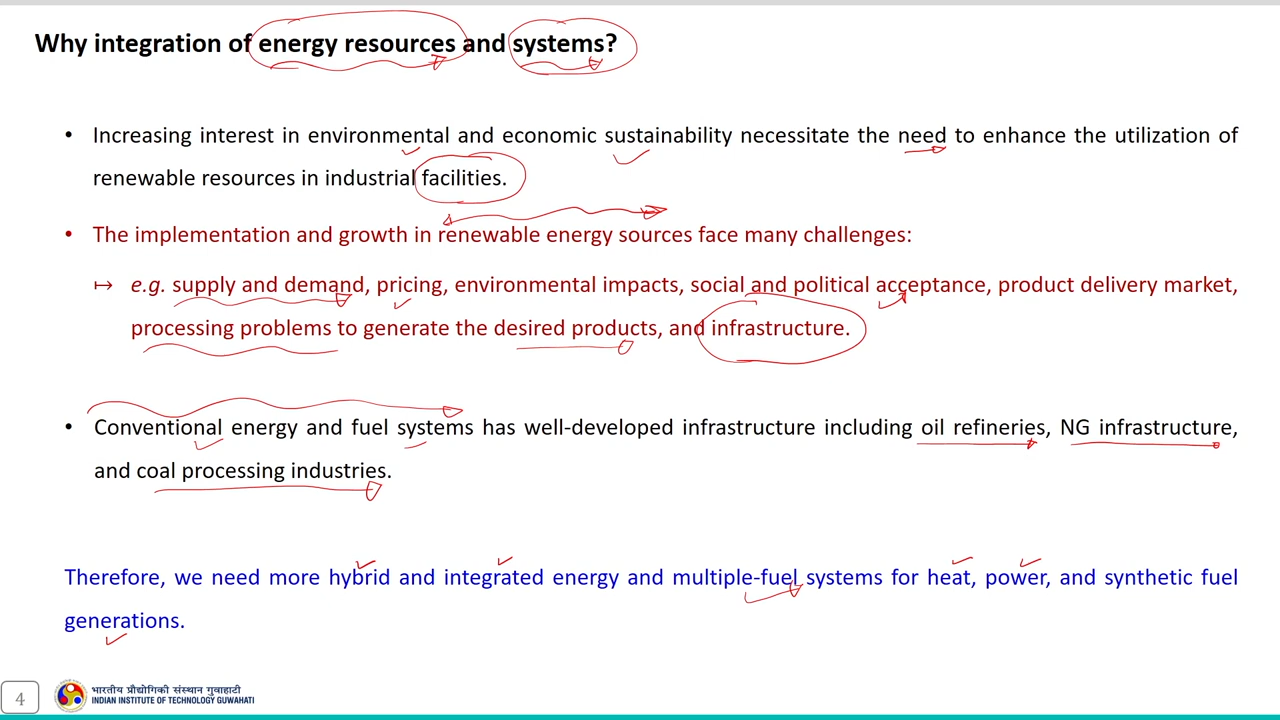 Why integration of energy resources and systems?
• Increasing interest in environmental and economic sustainability necessitate the need to enhance the utilization of
renewable resources in industrial facilities.
• The implementation and growth in renewable energy sources face many challenges:
↦ e.g. supply and demand, pricing, environmental impacts, social and political acceptance, product delivery market,
processing problems to generate the desired products, and infrastructure.
• Conventional energy and fuel systems has well-developed infrastructure including oil refineries, NG infrastructure,
and coal processing industries.
Therefore, we need more hybrid and integrated energy and multiple-fuel systems for heat, power, and synthetic fuel
generations.
4
भारतीय प्रौद्योगिकी संस्थान गुवाहाटी
INDIAN INSTITUTE OF TECHNOLOGY GUWAHATI